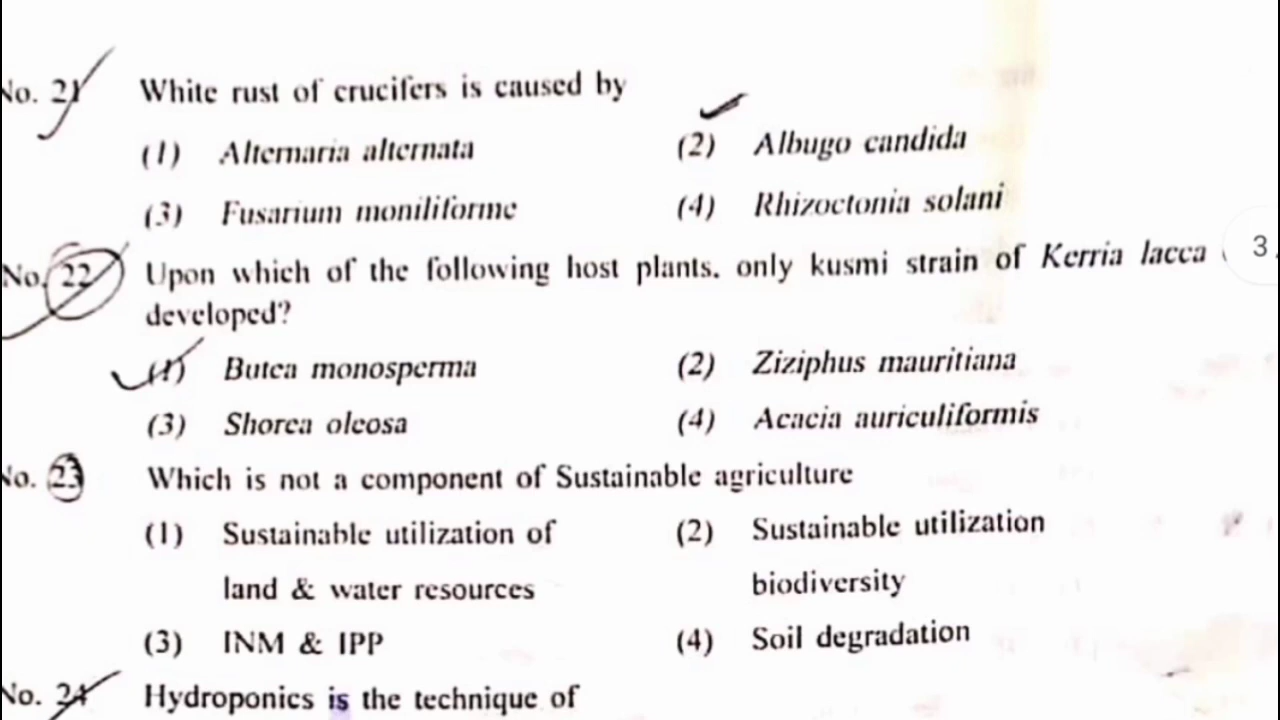 No. 21 White rust of crucifers is caused by
(1) Alternaria alternata (2) Albugo candida
(3) Fusarium moniliforme (4) Rhizoctonia solani
No. 22 Upon which of the following host plants, only kusmi strain of Kerria lacca
3
developed?
(1) Butea monosperma (2) Ziziphus mauritiana
(3) Shorea oleosa (4) Acacia auriculiformis
No. 23 Which is not a component of Sustainable agriculture
(1) Sustainable utilization of (2) Sustainable utilization
land & water resources biodiversity
(3) INM & IPP (4) Soil degradation
No. 24 Hydroponics is the technique of